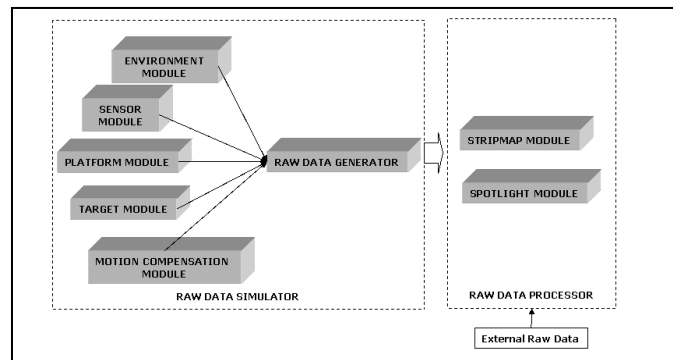 ENVIRONMENT
MODULE
SENSOR
MODULE
PLATFORM MODULE
RAW DATA GENERATOR
TARGET MODULE
MOTION COMPENSATION
MODULE
RAW DATA SIMULATOR
STRIPMAP MODULE
SPOTLIGHT MODULE
RAW DATA PROCESSOR
External Raw Data